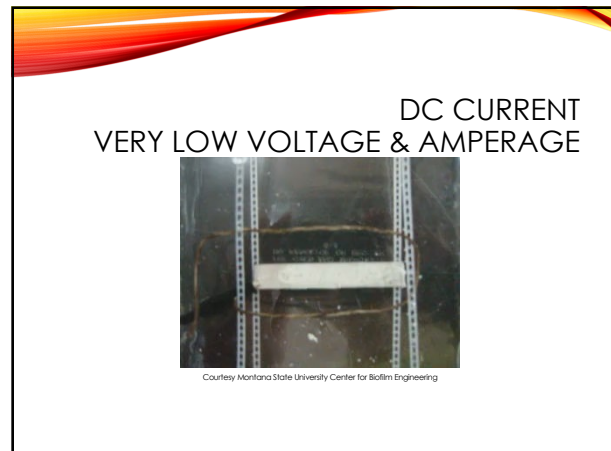 DC CURRENT
VERY LOW VOLTAGE & AMPERAGE
Courtesy Montana State University Center for Biofilm Engineering